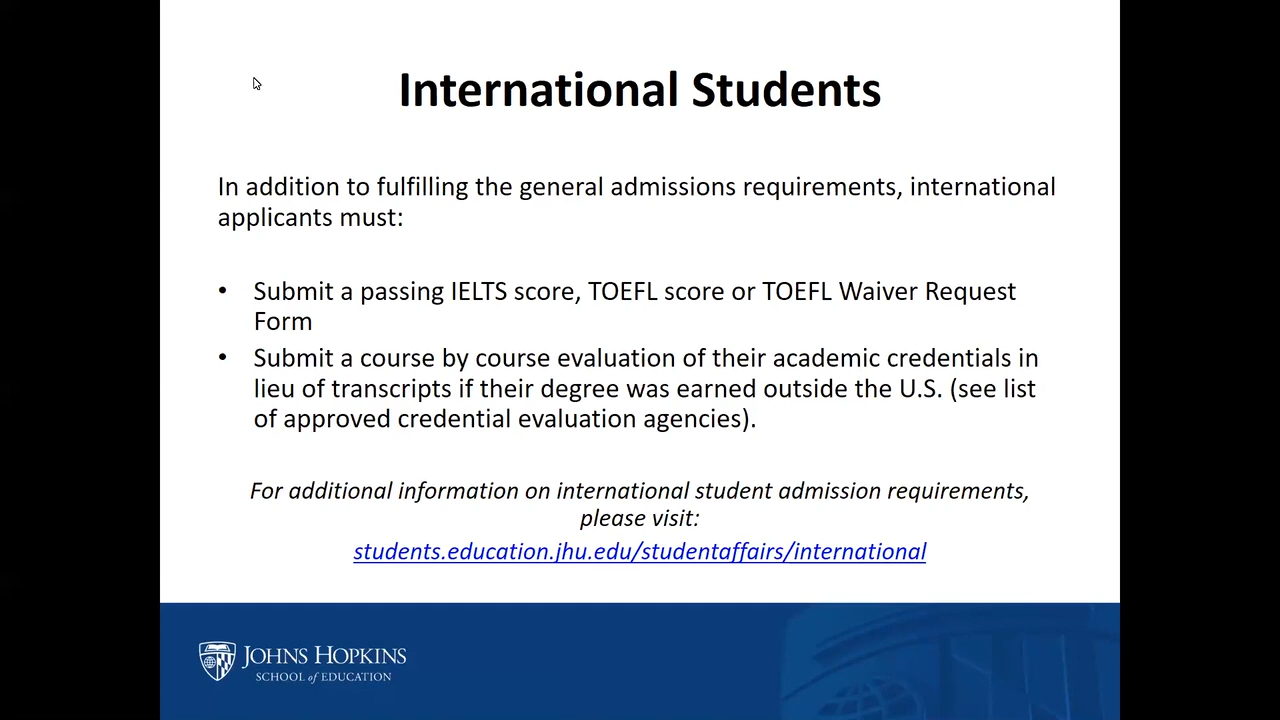 International Students
In addition to fulfilling the general admissions requirements, international
applicants must:
• Submit a passing IELTS score, TOEFL score or TOEFL Waiver Request
Form
• Submit a course by course evaluation of their academic credentials in
lieu of transcripts if their degree was earned outside the U.S. (see list
of approved credential evaluation agencies).
For additional information on international student admission requirements,
please visit:
students.education.jhu.edu/studentaffairs/international
JOHNS HOPKINS
SCHOOL of EDUCATION